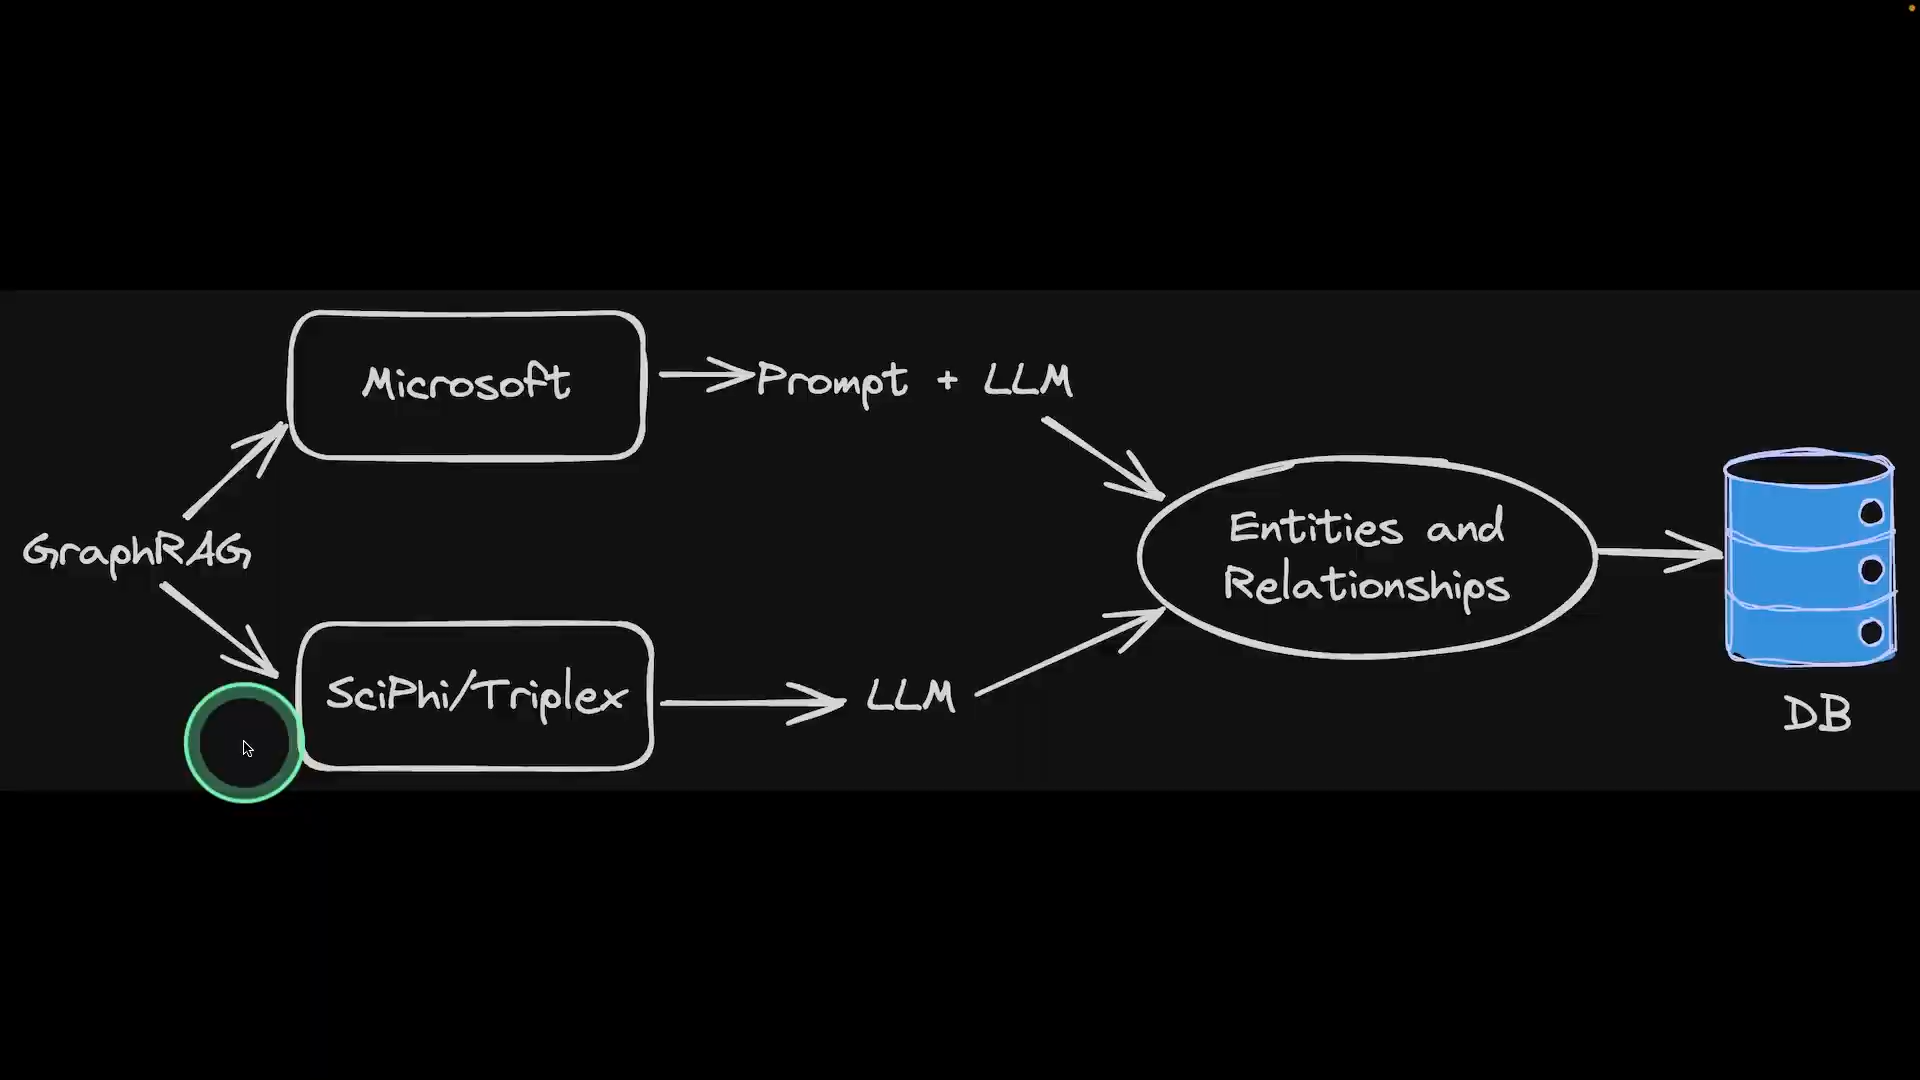 Microsoft
Prompt + LLM
GraphRAG
Entities and
Relationships
SciPhi/Triplex
LLM
DB